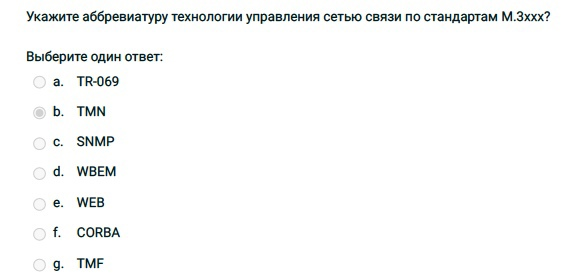 Укажите аббревиатуру технологии управления сетью связи по стандартам М.3ххх?
Выберите один ответ:
a. TR-069
b. TMN
c. SNMP
d. WBEM
e. WEB
f. CORBA
g. TMF